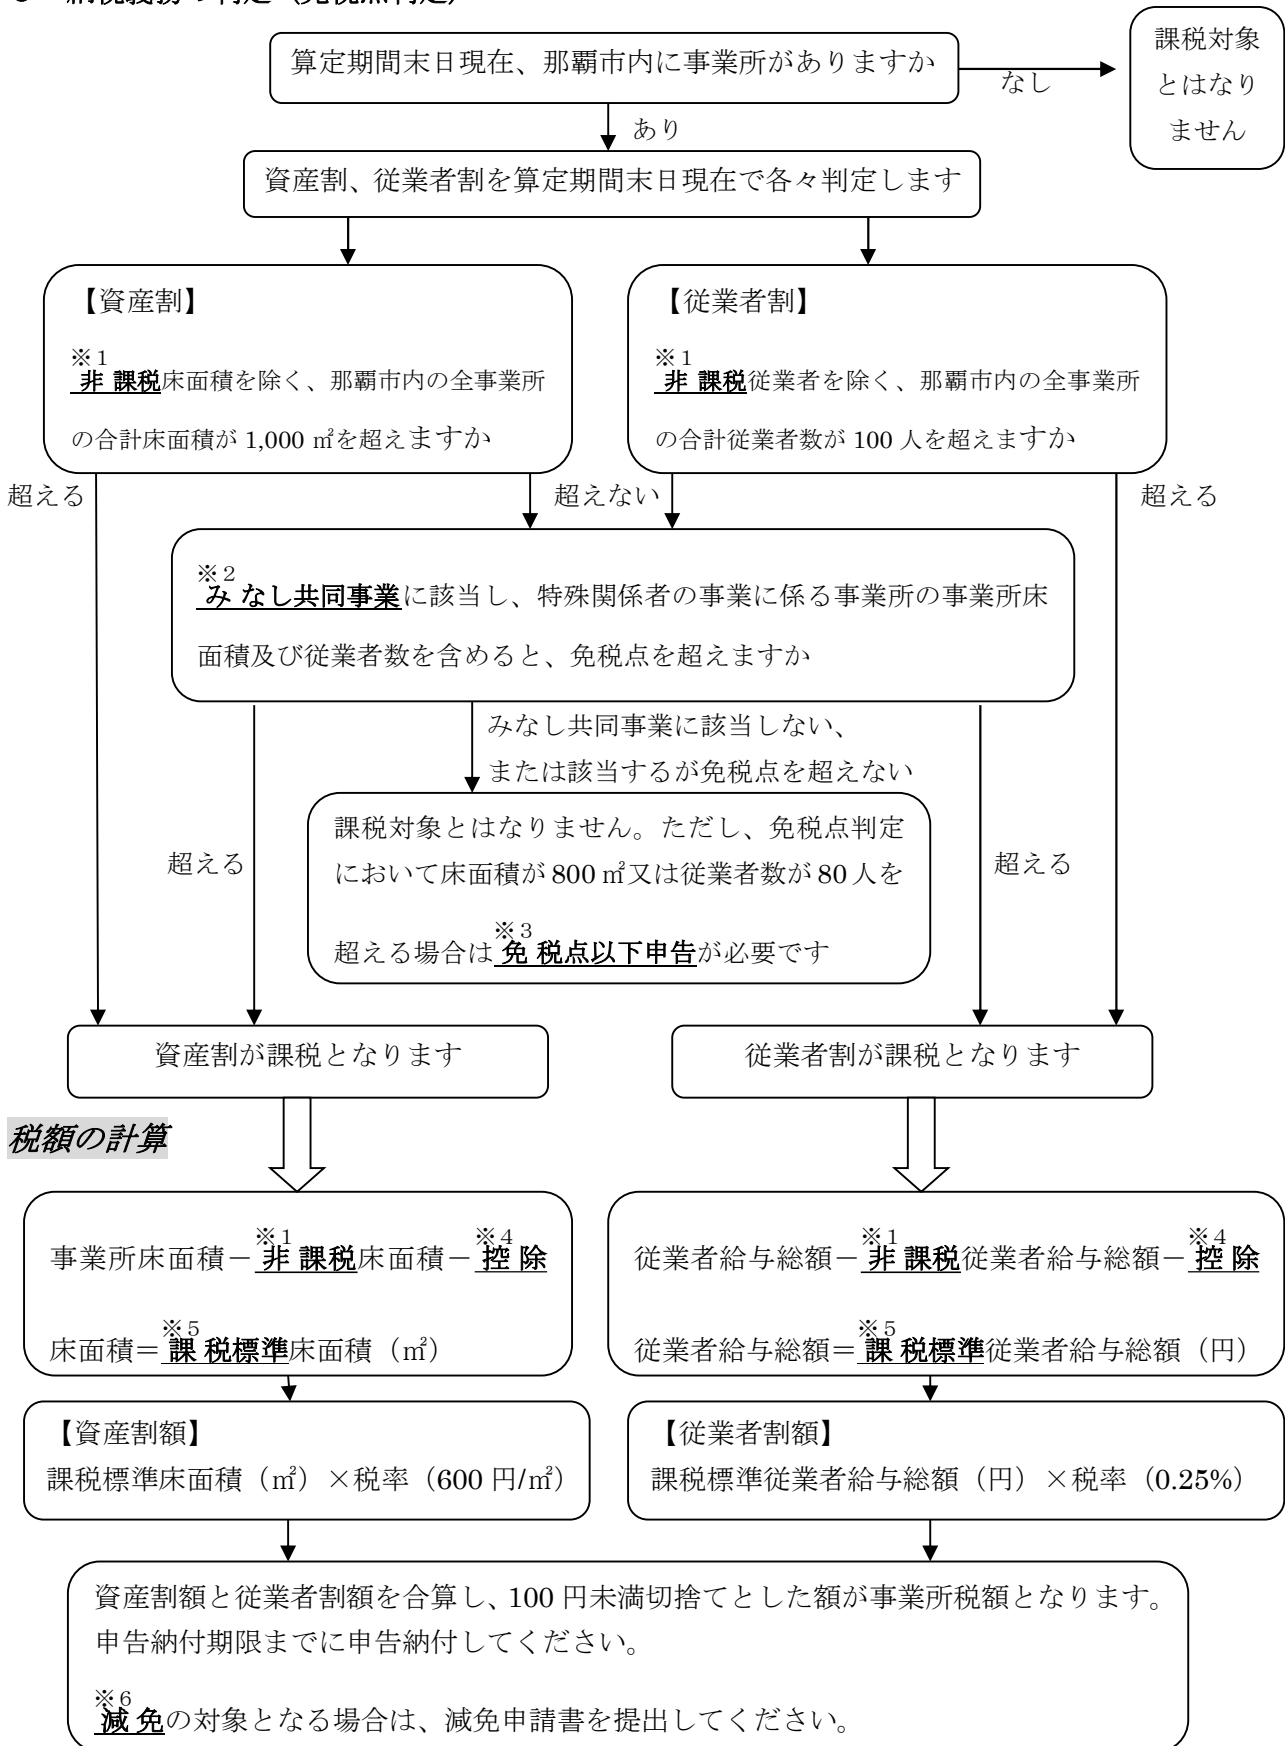 納税義務の判定（免税点判定）
算定期間末日現在、那覇市内に事業所がありますか
なし
課税対象
とはなり
ません
あり
資産割、従業者割を算定期間末日現在で各々判定します
【資産割】
※1
非課税床面積を除く、那覇市内の全事業所
の合計床面積が 1,000 ㎡を超えますか
【従業者割】
※1
非課税従業者を除く、那覇市内の全事業所
の合計従業者数が 100 人を超えますか
超える
超えない
超える
※2
みなし共同事業に該当し、特殊関係者の事業に係る事業所の事業所床
面積及び従業者数を含めると、免税点を超えますか
みなし共同事業に該当しない、
または該当するが免税点を超えない
超える
課税対象とはなりません。ただし、免税点判定
において床面積が 800 ㎡又は従業者数が 80 人を
※3
超える場合は免税点以下申告が必要です
超える
資産割が課税となります
従業者割が課税となります
税額の計算
※1 ※4
事業所床面積－非課税床面積－控除
※5
床面積＝課税標準床面積（㎡）
※1 ※4
従業者給与総額－非課税従業者給与総額－控除
※5
従業者給与総額＝課税標準従業者給与総額（円）
【資産割額】
課税標準床面積（㎡）×税率（600 円/㎡）
【従業者割額】
課税標準従業者給与総額（円）×税率（0.25%）
資産割額と従業者割額を合算し、100 円未満切捨てとした額が事業所税額となります。
申告納付期限までに申告納付してください。
※6
減免の対象となる場合は、減免申請書を提出してください。